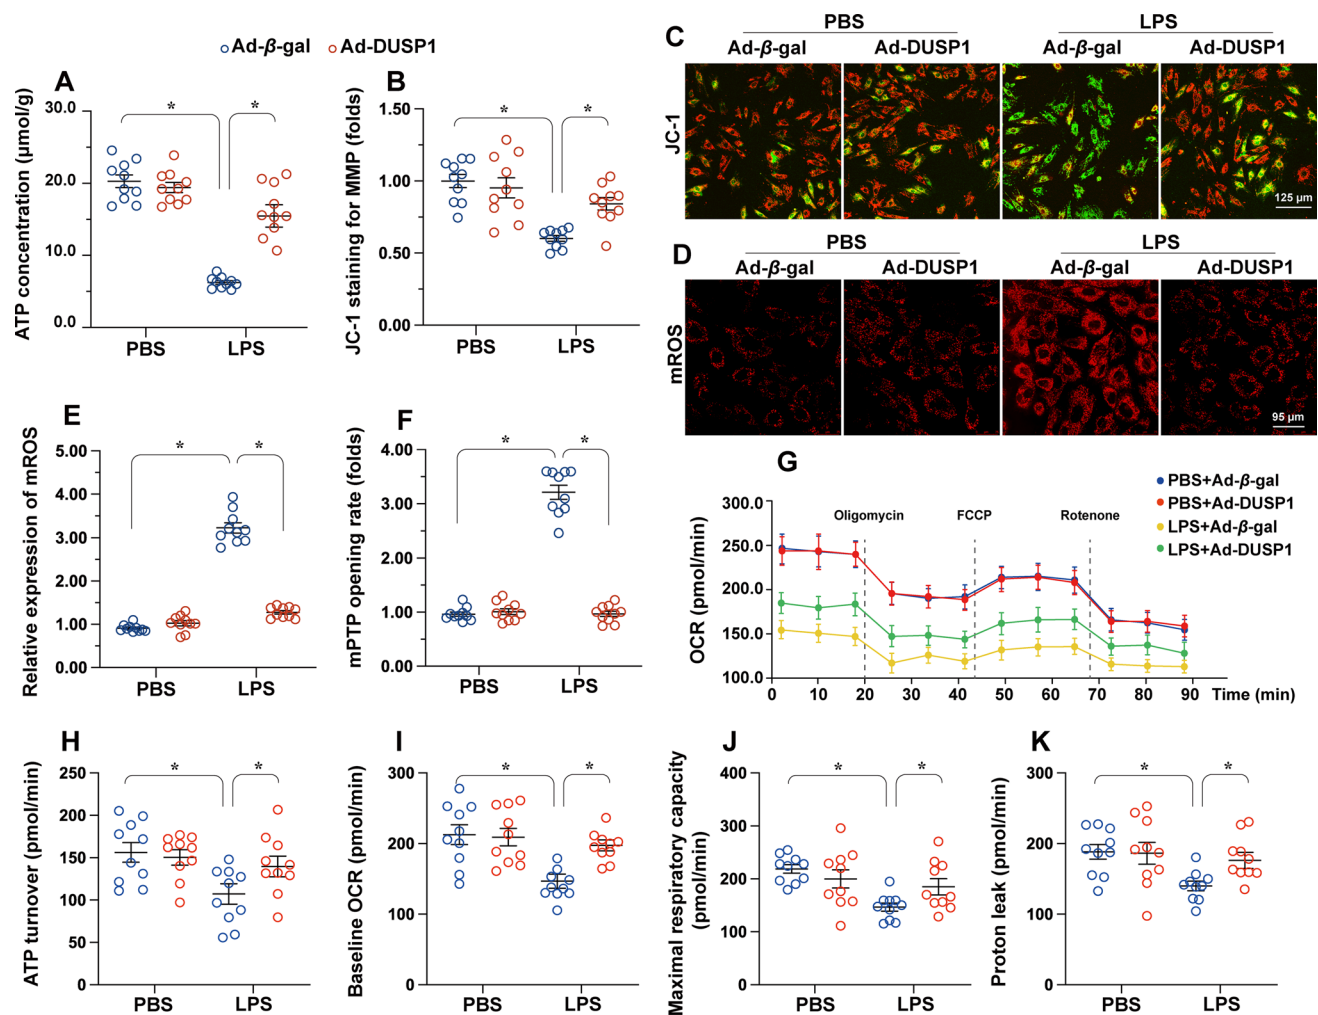 Ad-β-gal Ad-DUSP1
A
ATP concentration (μmol/g)
30.0
20.0
10.0
0.0
* *
PBS LPS
B
JC-1 staining for MMP (folds)
1.50
1.00
0.50
0.00
* *
PBS LPS
C
PBS LPS
Ad-β-gal Ad-DUSP1 Ad-β-gal Ad-DUSP1
JC-1
125 μm
D
PBS LPS
Ad-β-gal Ad-DUSP1 Ad-β-gal Ad-DUSP1
mROS
95 μm
E
Relative expression of mROS
5.00
4.00
3.00
2.00
1.00
0.00
* *
PBS LPS
F
mPTP opening rate (folds)
4.00
3.00
2.00
1.00
0.00
* *
PBS LPS
G
PBS+Ad-β-gal
PBS+Ad-DUSP1
LPS+Ad-β-gal
LPS+Ad-DUSP1
Oligomycin FCCP Rotenone
OCR (pmol/min)
300.0
250.0
200.0
150.0
100.0
0 10 20 30 40 50 60 70 80 90 Time (min)
H
ATP turnover (pmol/min)
250
200
150
100
50
0
* *
PBS LPS
I
Baseline OCR (pmol/min)
300
200
100
0
* *
PBS LPS
J
Maximal respiratory capacity
(pmol/min)
400
300
200
100
0
* *
PBS LPS
K
Proton leak (pmol/min)
300
200
100
0
* *
PBS LPS